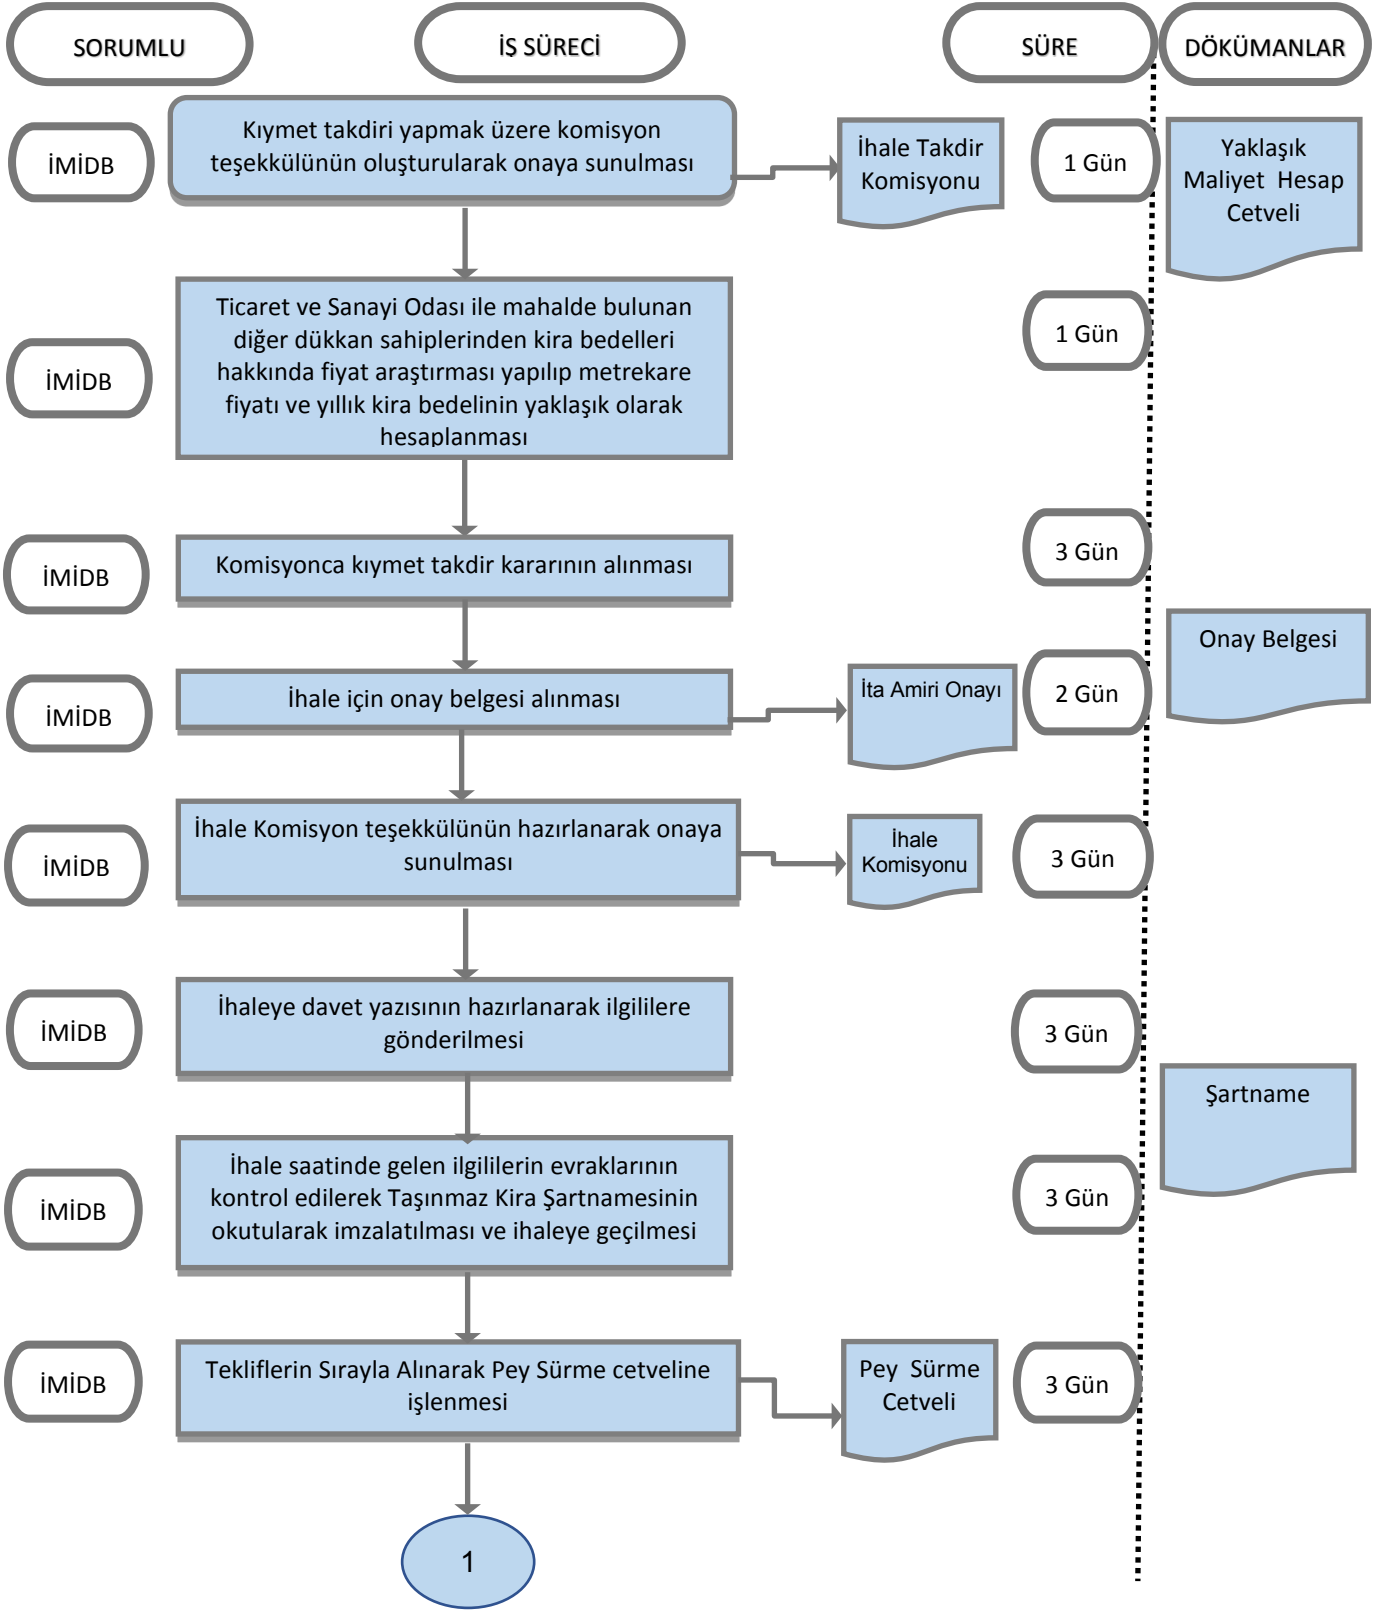 SORUMLU
İŞ SÜRECİ
SÜRE
DÖKÜMANLAR
İMİDB
Kıymet takdiri yapmak üzere komisyon
teşekkülünün oluşturularak onaya sunulması
İhale Takdir
Komisyonu
1 Gün
Yaklaşık
Maliyet Hesap
Cetveli
İMİDB
Ticaret ve Sanayi Odası ile mahalde bulunan
diğer dükkan sahiplerinden kira bedelleri
hakkında fiyat araştırması yapılıp metrekare
fiyatı ve yıllık kira bedelinin yaklaşık olarak
hesaplanması
1 Gün
İMİDB
Komisyonca kıymet takdir kararının alınması
3 Gün
İMİDB
İhale için onay belgesi alınması
İta Amiri Onayı
2 Gün
Onay Belgesi
İMİDB
İhale Komisyon teşekkülünün hazırlanarak onaya
sunulması
İhale
Komisyonu
3 Gün
İMİDB
İhaleye davet yazısının hazırlanarak ilgililere
gönderilmesi
3 Gün
Şartname
İMİDB
İhale saatinde gelen ilgililerin evraklarının
kontrol edilerek Taşınmaz Kira Şartnamesinin
okutularak imzalatılması ve ihaleye geçilmesi
3 Gün
İMİDB
Tekliflerin Sırayla Alınarak Pey Sürme cetveline
işlenmesi
Pey Sürme
Cetveli
3 Gün
1